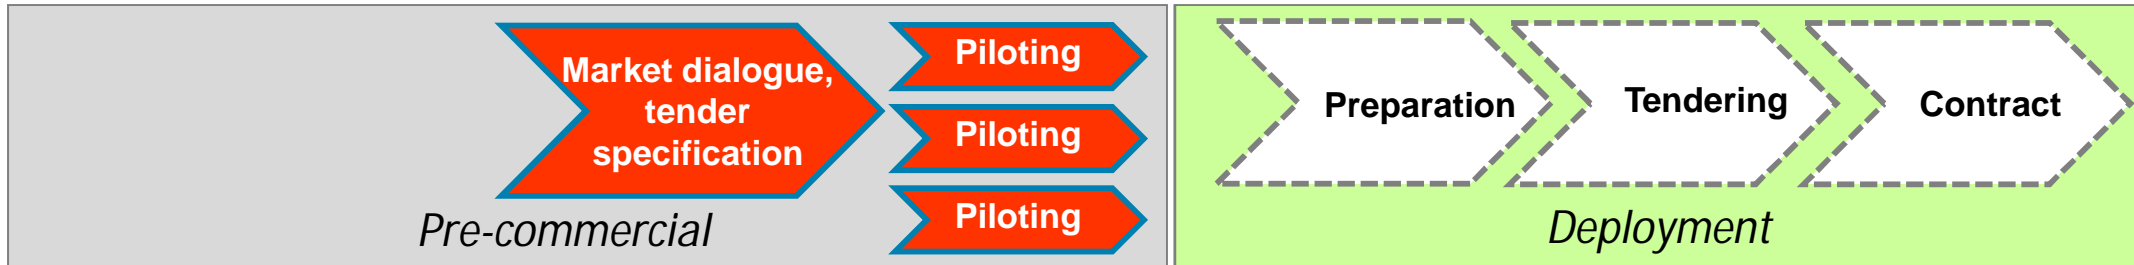 Market dialogue,
tender
specification
Piloting
Piloting
Piloting
Pre-commercial
Preparation
Tendering
Contract
Deployment